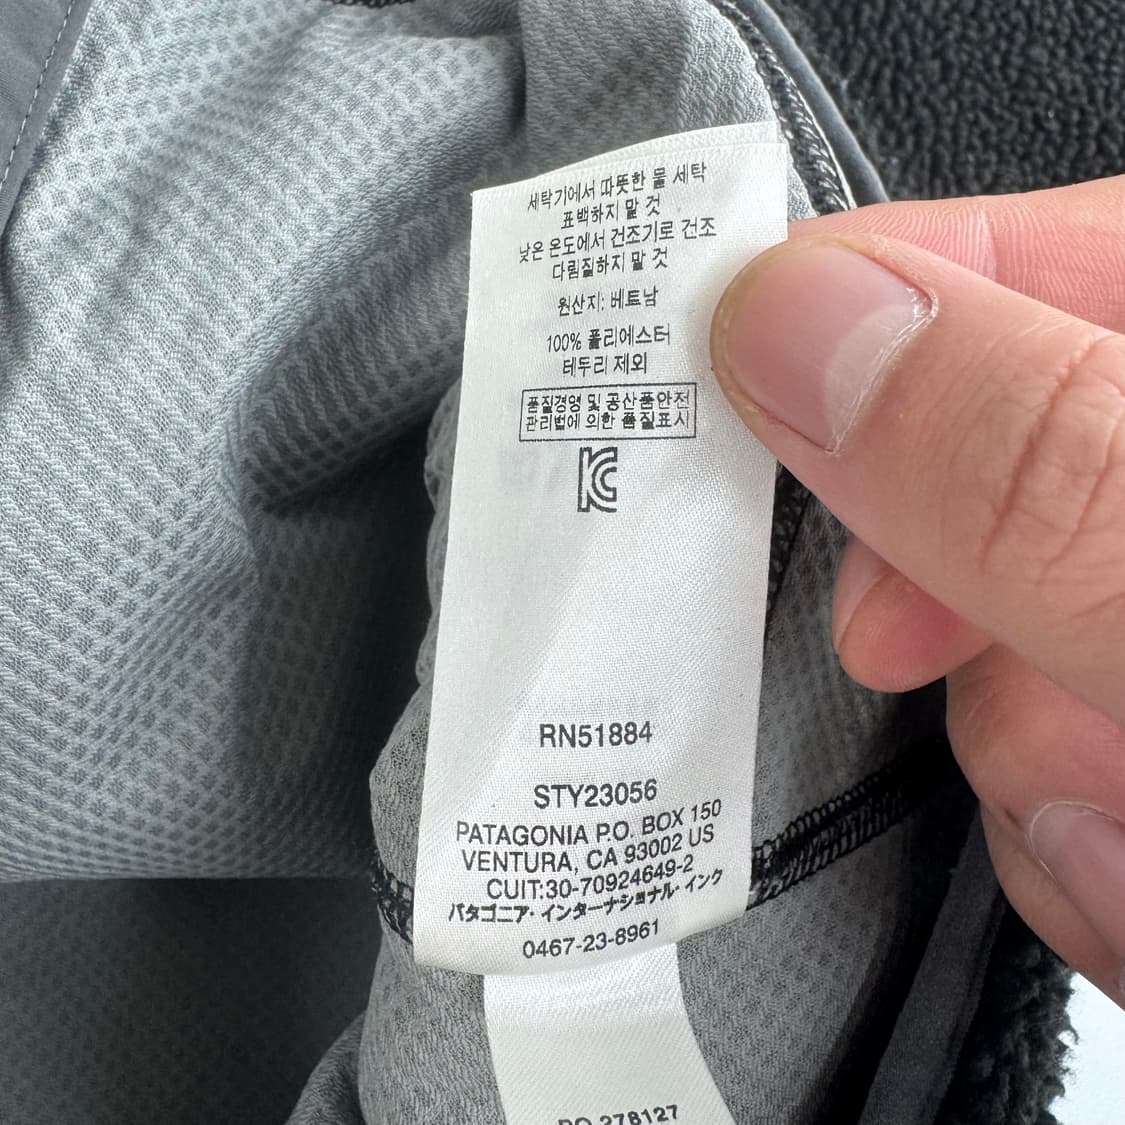 세탁기에서 따뜻한 물 세탁
표백하지 말 것
낮은 온도에서 건조기로 건조
다림질하지 말 것
원산지: 베트남
100% 폴리에스터
테두리 제외
품질경영 및 공산품안전
관리법에 의한 품질표시
KC
RN51884
STY23056
PATAGONIA P.O. BOX 150
VENTURA, CA 93002 US
CUIT:30-70924649-2
パタゴニア・インターナショナル・インク
0467-23-8961
PO 278127